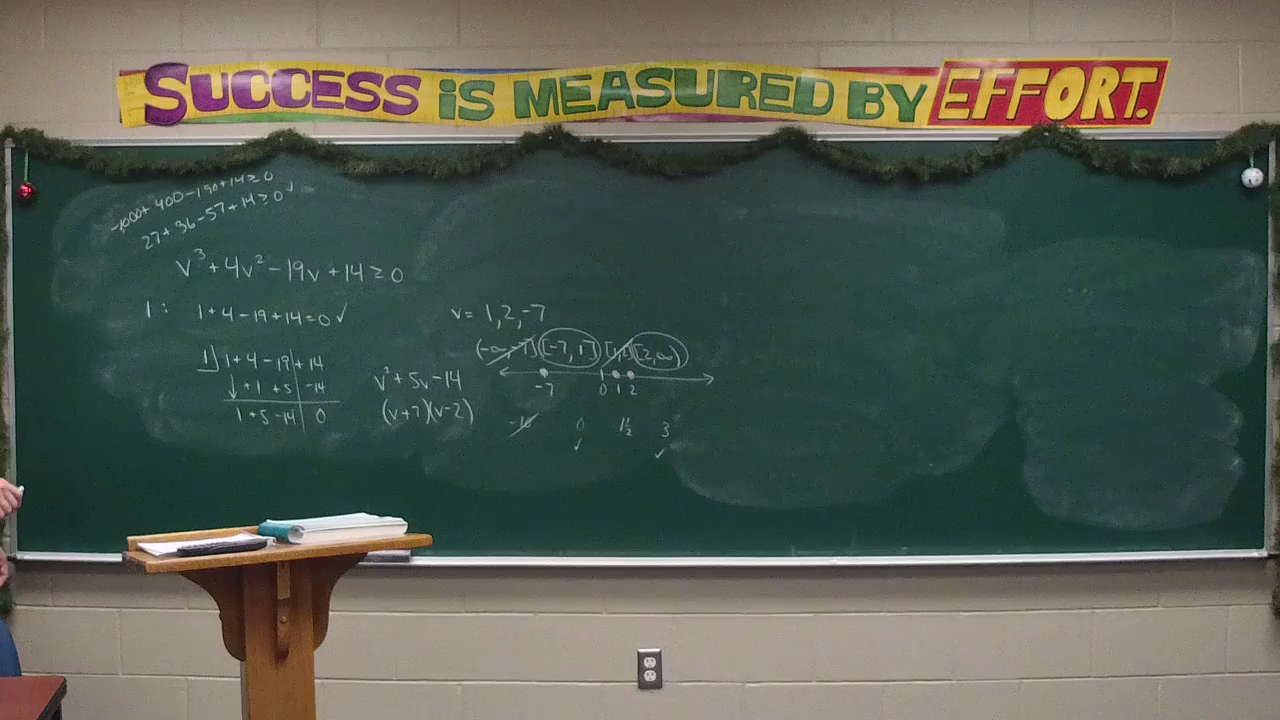 SUCCESS iS MEASURED BY EFFORT.
-1000+400-190+14≥0
27+36-57+14≥0 ✓
v³+4v²-19v+14≥0
1: 1+4-19+14=0 ✓
v=1,2,-7
(-∞,-7] [-7,1] [1,2] [2,∞)
-7 0 1 2
1 | 1+4-19 | +14
↓ +1 +5 | -14
1 +5 -14 | 0
v²+5v-14
(v+7)(v-2)
-10 0 1½ 3
✓ ✓